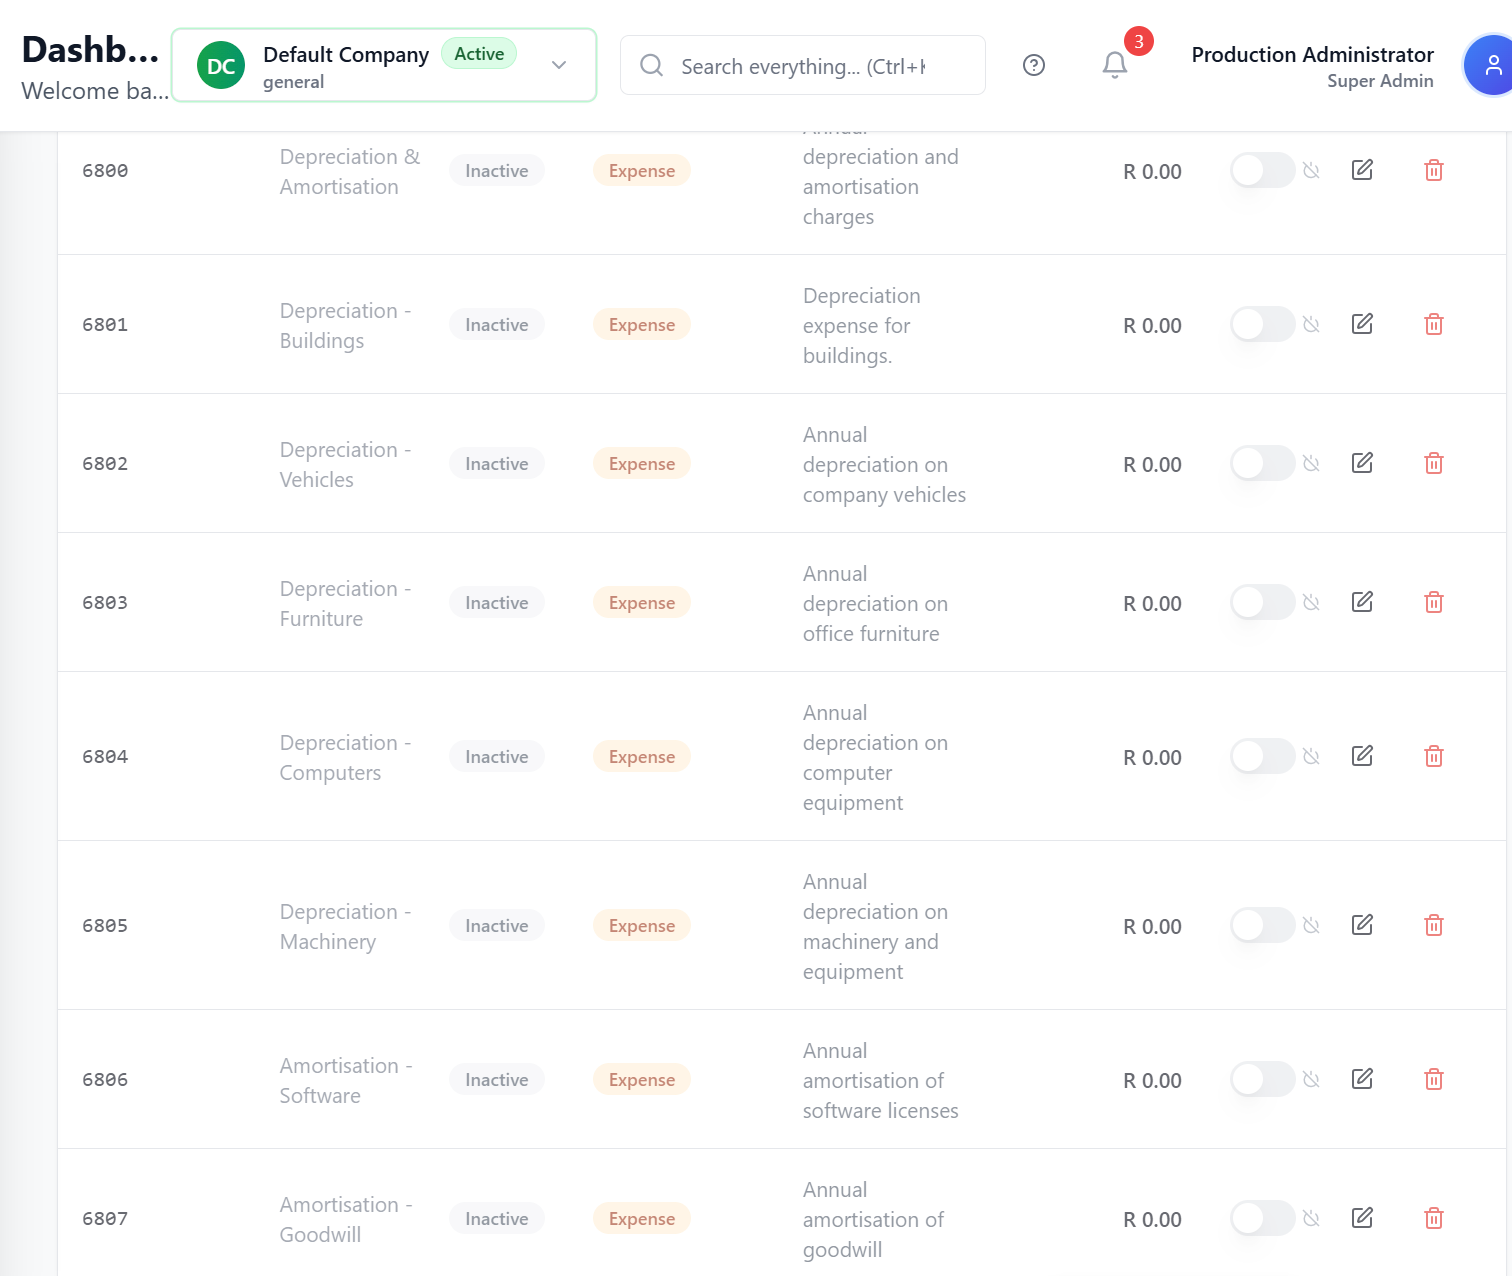 Dashb...
Welcome ba...
DC
Default Company
Active
general
Search everything... (Ctrl+
3
Production Administrator
Super Admin
6800
Depreciation &
Amortisation
Inactive
Expense
Annual
depreciation and
amortisation
charges
R 0.00
6801
Depreciation -
Buildings
Inactive
Expense
Depreciation
expense for
buildings.
R 0.00
6802
Depreciation -
Vehicles
Inactive
Expense
Annual
depreciation on
company vehicles
R 0.00
6803
Depreciation -
Furniture
Inactive
Expense
Annual
depreciation on
office furniture
R 0.00
6804
Depreciation -
Computers
Inactive
Expense
Annual
depreciation on
computer
equipment
R 0.00
6805
Depreciation -
Machinery
Inactive
Expense
Annual
depreciation on
machinery and
equipment
R 0.00
6806
Amortisation -
Software
Inactive
Expense
Annual
amortisation of
software licenses
R 0.00
6807
Amortisation -
Goodwill
Inactive
Expense
Annual
amortisation of
goodwill
R 0.00